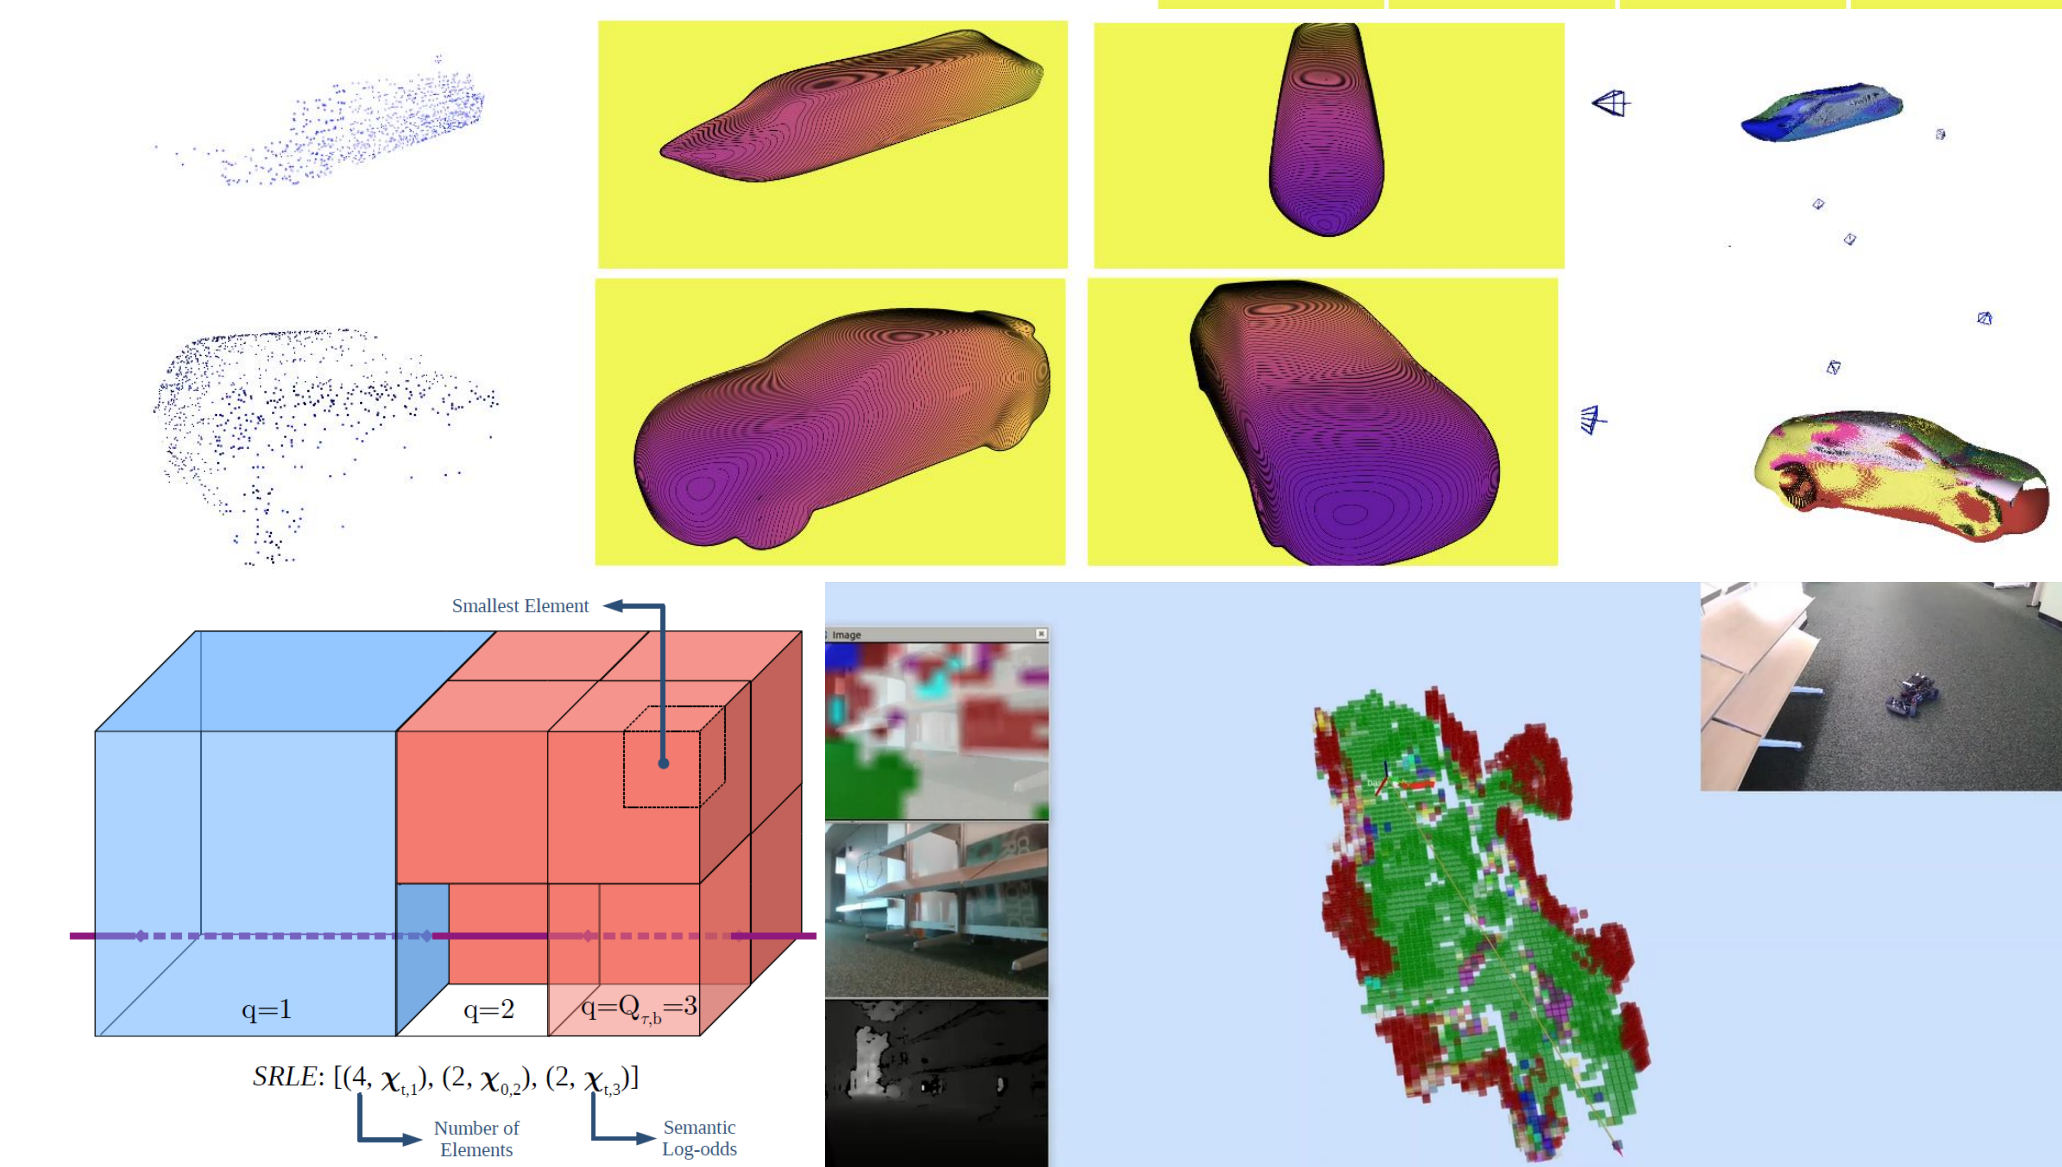 Smallest Element
Image
q=1
q=2
q=Q_{τ,b}=3
SRLE: [(4, χ_{t,1}), (2, χ_{0,2}), (2, χ_{t,3})]
Number of
Elements
Semantic
Log-odds